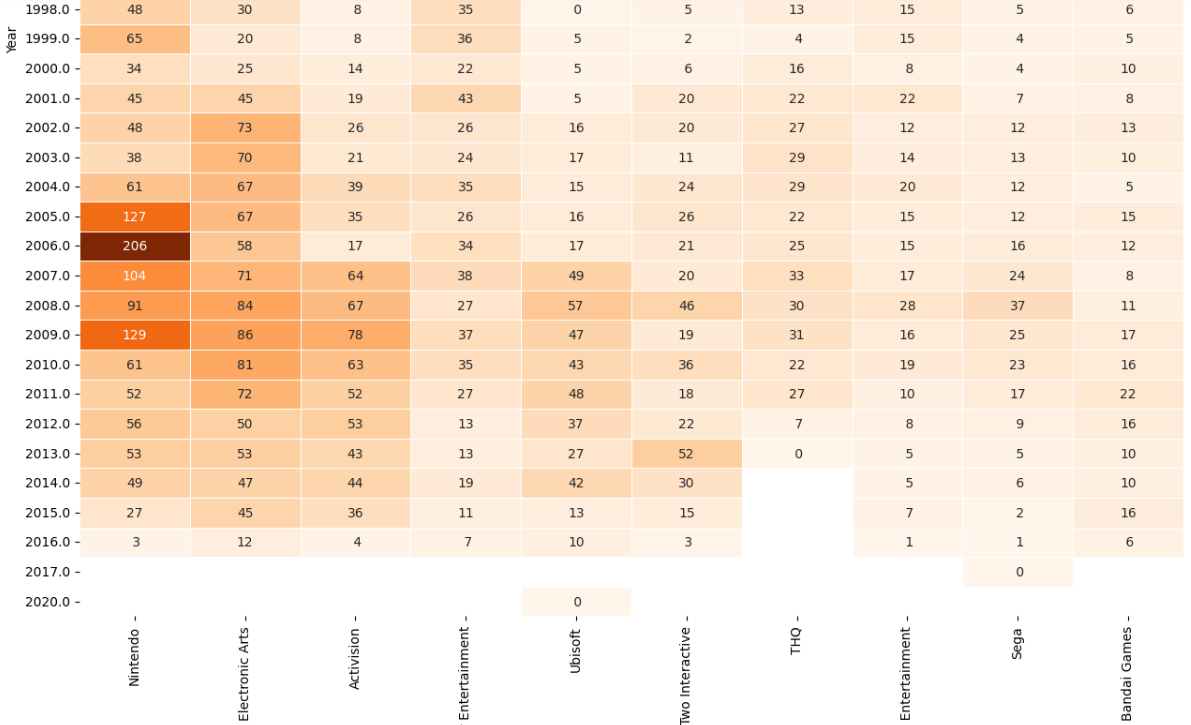 1998.0 48 30 8 35 0 5 13 15 5 6
Year
1999.0 65 20 8 36 5 2 4 15 4 5
2000.0 34 25 14 22 5 6 16 8 4 10
2001.0 45 45 19 43 5 20 22 22 7 8
2002.0 48 73 26 26 16 20 27 12 12 13
2003.0 38 70 21 24 17 11 29 14 13 10
2004.0 61 67 39 35 15 24 29 20 12 5
2005.0 127 67 35 26 16 26 22 15 12 15
2006.0 206 58 17 34 17 21 25 15 16 12
2007.0 104 71 64 38 49 20 33 17 24 8
2008.0 91 84 67 27 57 46 30 28 37 11
2009.0 129 86 78 37 47 19 31 16 25 17
2010.0 61 81 63 35 43 36 22 19 23 16
2011.0 52 72 52 27 48 18 27 10 17 22
2012.0 56 50 53 13 37 22 7 8 9 16
2013.0 53 53 43 13 27 52 0 5 5 10
2014.0 49 47 44 19 42 30 5 6 10
2015.0 27 45 36 11 13 15 7 2 16
2016.0 3 12 4 7 10 3 1 1 6
2017.0 0
2020.0 0
Nintendo
Electronic Arts
Activision
Entertainment
Ubisoft
Two Interactive
THQ
Entertainment
Sega
Bandai Games